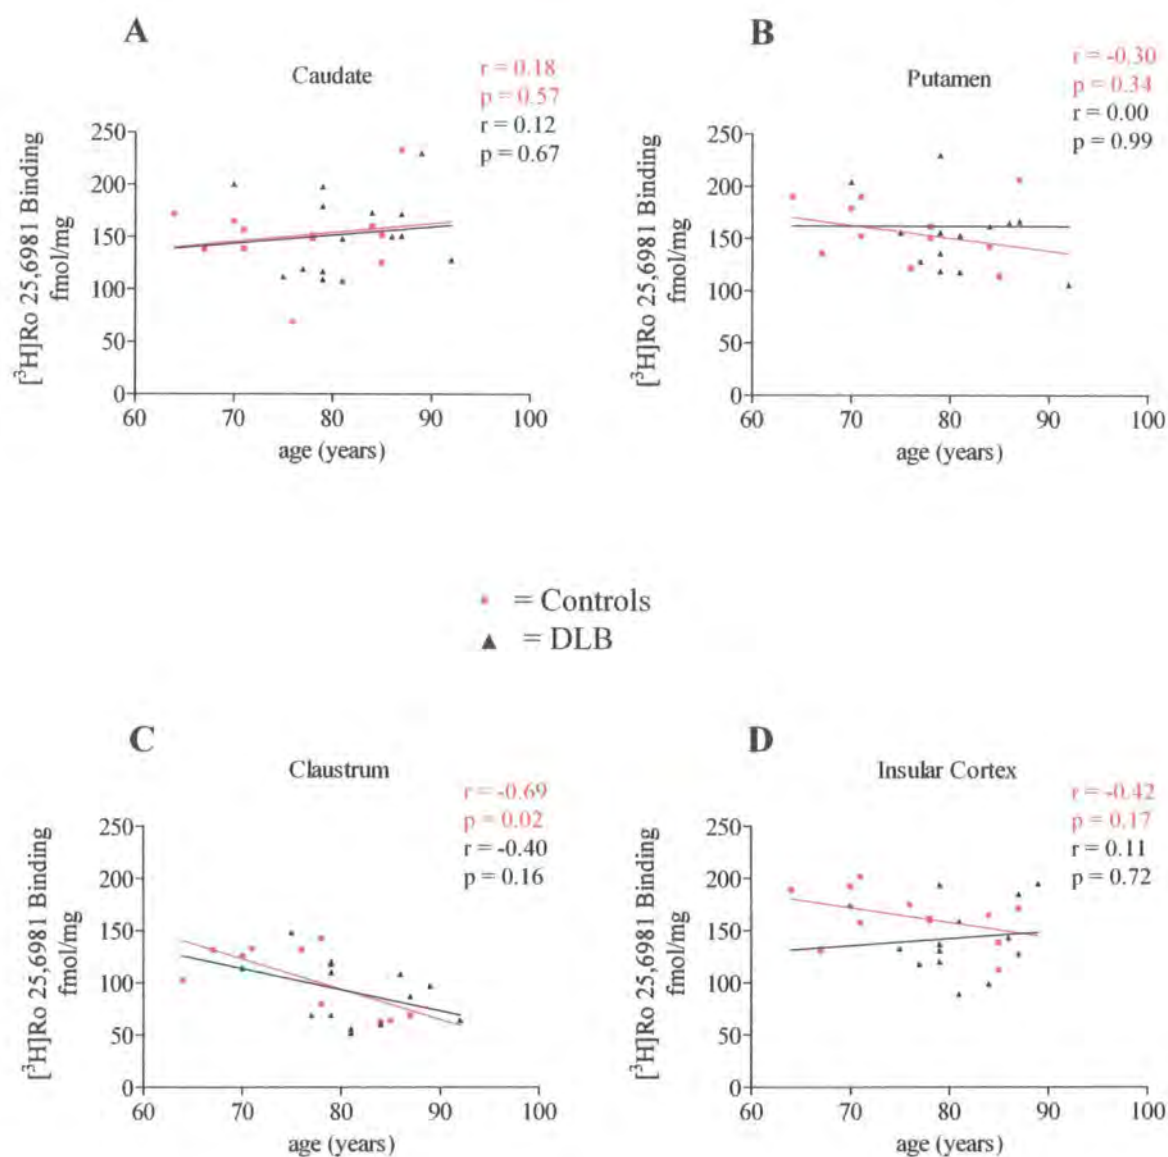 A
Caudate
r = 0.18
p = 0.57
r = 0.12
p = 0.67
[³H]Ro 25,6981 Binding
fmol/mg
250
200
150
100
50
0
60 70 80 90 100
age (years)
B
Putamen
r = -0.30
p = 0.34
r = 0.00
p = 0.99
[³H]Ro 25,6981 Binding
fmol/mg
250
200
150
100
50
0
60 70 80 90 100
age (years)
= Controls
= DLB
C
Claustrum
r = -0.69
p = 0.02
r = -0.40
p = 0.16
[³H]Ro 25,6981 Binding
fmol/mg
250
200
150
100
50
0
60 70 80 90 100
age (years)
D
Insular Cortex
r = -0.42
p = 0.17
r = 0.11
p = 0.72
[³H]Ro 25,6981 Binding
fmol/mg
250
200
150
100
50
0
60 70 80 90 100
age (years)